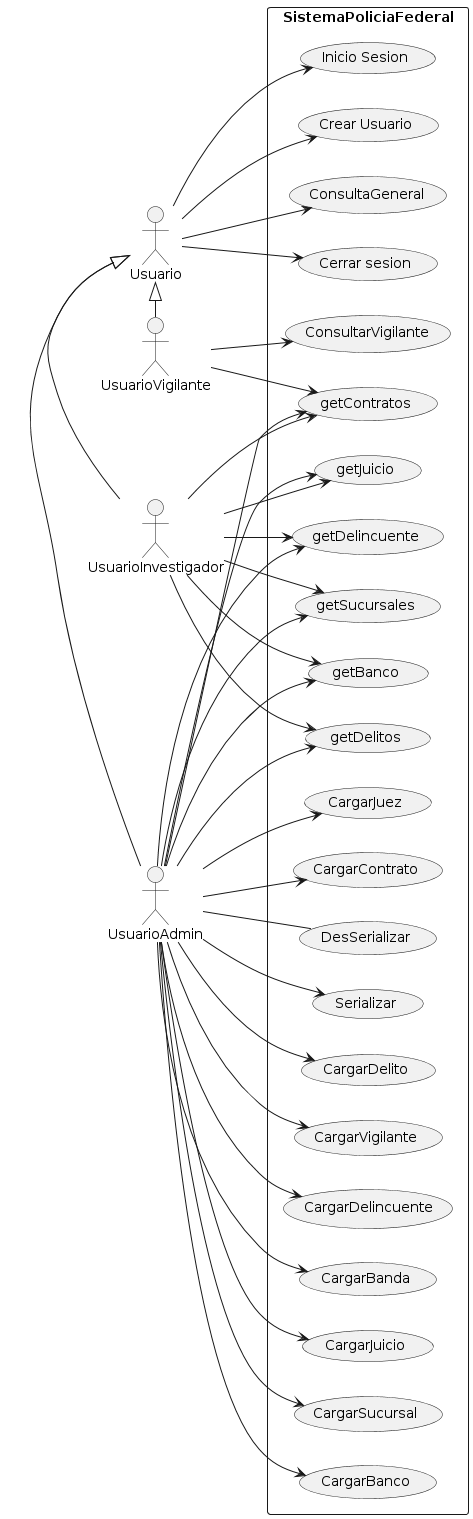 SistemaPoliciaFederal
Inicio Sesion
Crear Usuario
ConsultaGeneral
Cerrar sesion
Usuario
ConsultarVigilante
UsuarioVigilante
getContratos
getJuicio
getDelincuente
UsuarioInvestigador
getSucursales
getBanco
getDelitos
CargarJuez
CargarContrato
UsuarioAdmin
DesSerializar
Serializar
CargarDelito
CargarVigilante
CargarDelincuente
CargarBanda
CargarJuicio
CargarSucursal
CargarBanco